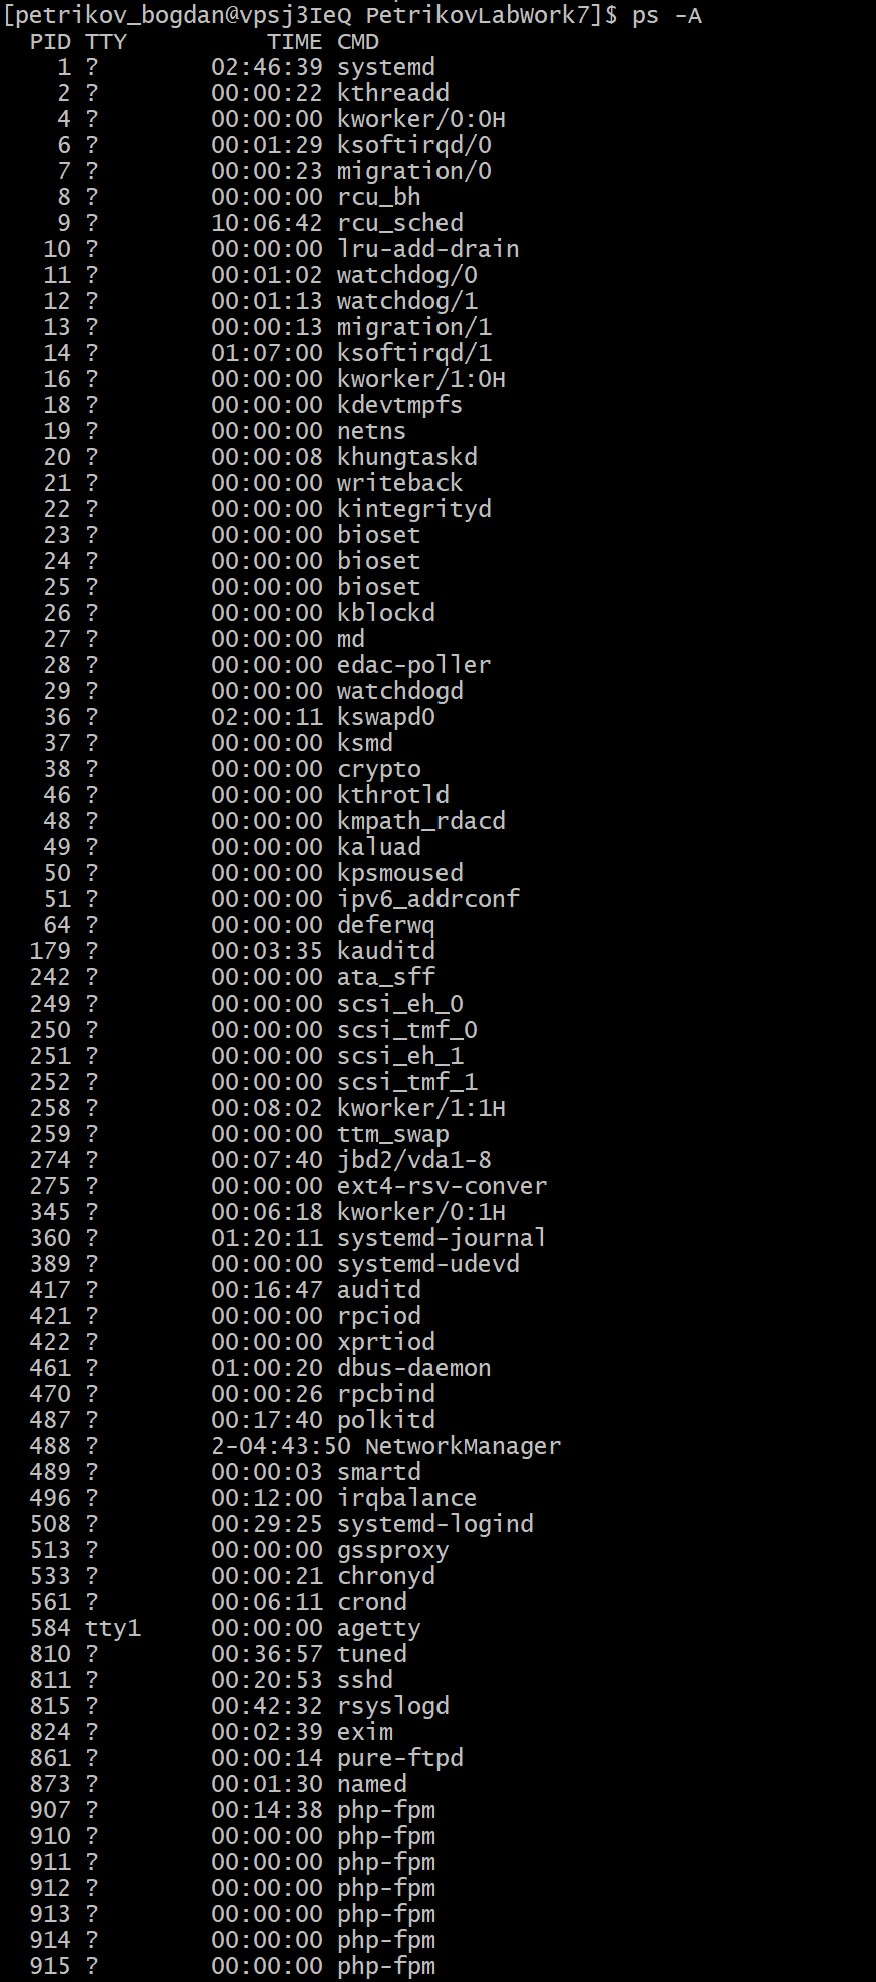 [petrikov_bogdan@vpsj3IeQ PetrikovLabWork7]$ ps -A
PID TTY TIME CMD
1 ? 02:46:39 systemd
2 ? 00:00:22 kthreadd
4 ? 00:00:00 kworker/0:0H
6 ? 00:01:29 ksoftirqd/0
7 ? 00:00:23 migration/0
8 ? 00:00:00 rcu_bh
9 ? 10:06:42 rcu_sched
10 ? 00:00:00 lru-add-drain
11 ? 00:01:02 watchdog/0
12 ? 00:01:13 watchdog/1
13 ? 00:00:13 migration/1
14 ? 01:07:00 ksoftirqd/1
16 ? 00:00:00 kworker/1:0H
18 ? 00:00:00 kdevtmpfs
19 ? 00:00:00 netns
20 ? 00:00:08 khungtaskd
21 ? 00:00:00 writeback
22 ? 00:00:00 kintegrityd
23 ? 00:00:00 bioset
24 ? 00:00:00 bioset
25 ? 00:00:00 bioset
26 ? 00:00:00 kblockd
27 ? 00:00:00 md
28 ? 00:00:00 edac-poller
29 ? 00:00:00 watchdogd
36 ? 02:00:11 kswapd0
37 ? 00:00:00 ksmd
38 ? 00:00:00 crypto
46 ? 00:00:00 kthrotld
48 ? 00:00:00 kmpath_rdacd
49 ? 00:00:00 kaluad
50 ? 00:00:00 kpsmoused
51 ? 00:00:00 ipv6_addrconf
64 ? 00:00:00 deferwq
179 ? 00:03:35 kauditd
242 ? 00:00:00 ata_sff
249 ? 00:00:00 scsi_eh_0
250 ? 00:00:00 scsi_tmf_0
251 ? 00:00:00 scsi_eh_1
252 ? 00:00:00 scsi_tmf_1
258 ? 00:08:02 kworker/1:1H
259 ? 00:00:00 ttm_swap
274 ? 00:07:40 jbd2/vda1-8
275 ? 00:00:00 ext4-rsv-conver
345 ? 00:06:18 kworker/0:1H
360 ? 01:20:11 systemd-journal
389 ? 00:00:00 systemd-udevd
417 ? 00:16:47 auditd
421 ? 00:00:00 rpciod
422 ? 00:00:00 xprtiod
461 ? 01:00:20 dbus-daemon
470 ? 00:00:26 rpcbind
487 ? 00:17:40 polkitd
488 ? 2-04:43:50 NetworkManager
489 ? 00:00:03 smartd
496 ? 00:12:00 irqbalance
508 ? 00:29:25 systemd-logind
513 ? 00:00:00 gssproxy
533 ? 00:00:21 chronyd
561 ? 00:06:11 crond
584 tty1 00:00:00 agetty
810 ? 00:36:57 tuned
811 ? 00:20:53 sshd
815 ? 00:42:32 rsyslogd
824 ? 00:02:39 exim
861 ? 00:00:14 pure-ftpd
873 ? 00:01:30 named
907 ? 00:14:38 php-fpm
910 ? 00:00:00 php-fpm
911 ? 00:00:00 php-fpm
912 ? 00:00:00 php-fpm
913 ? 00:00:00 php-fpm
914 ? 00:00:00 php-fpm
915 ? 00:00:00 php-fpm